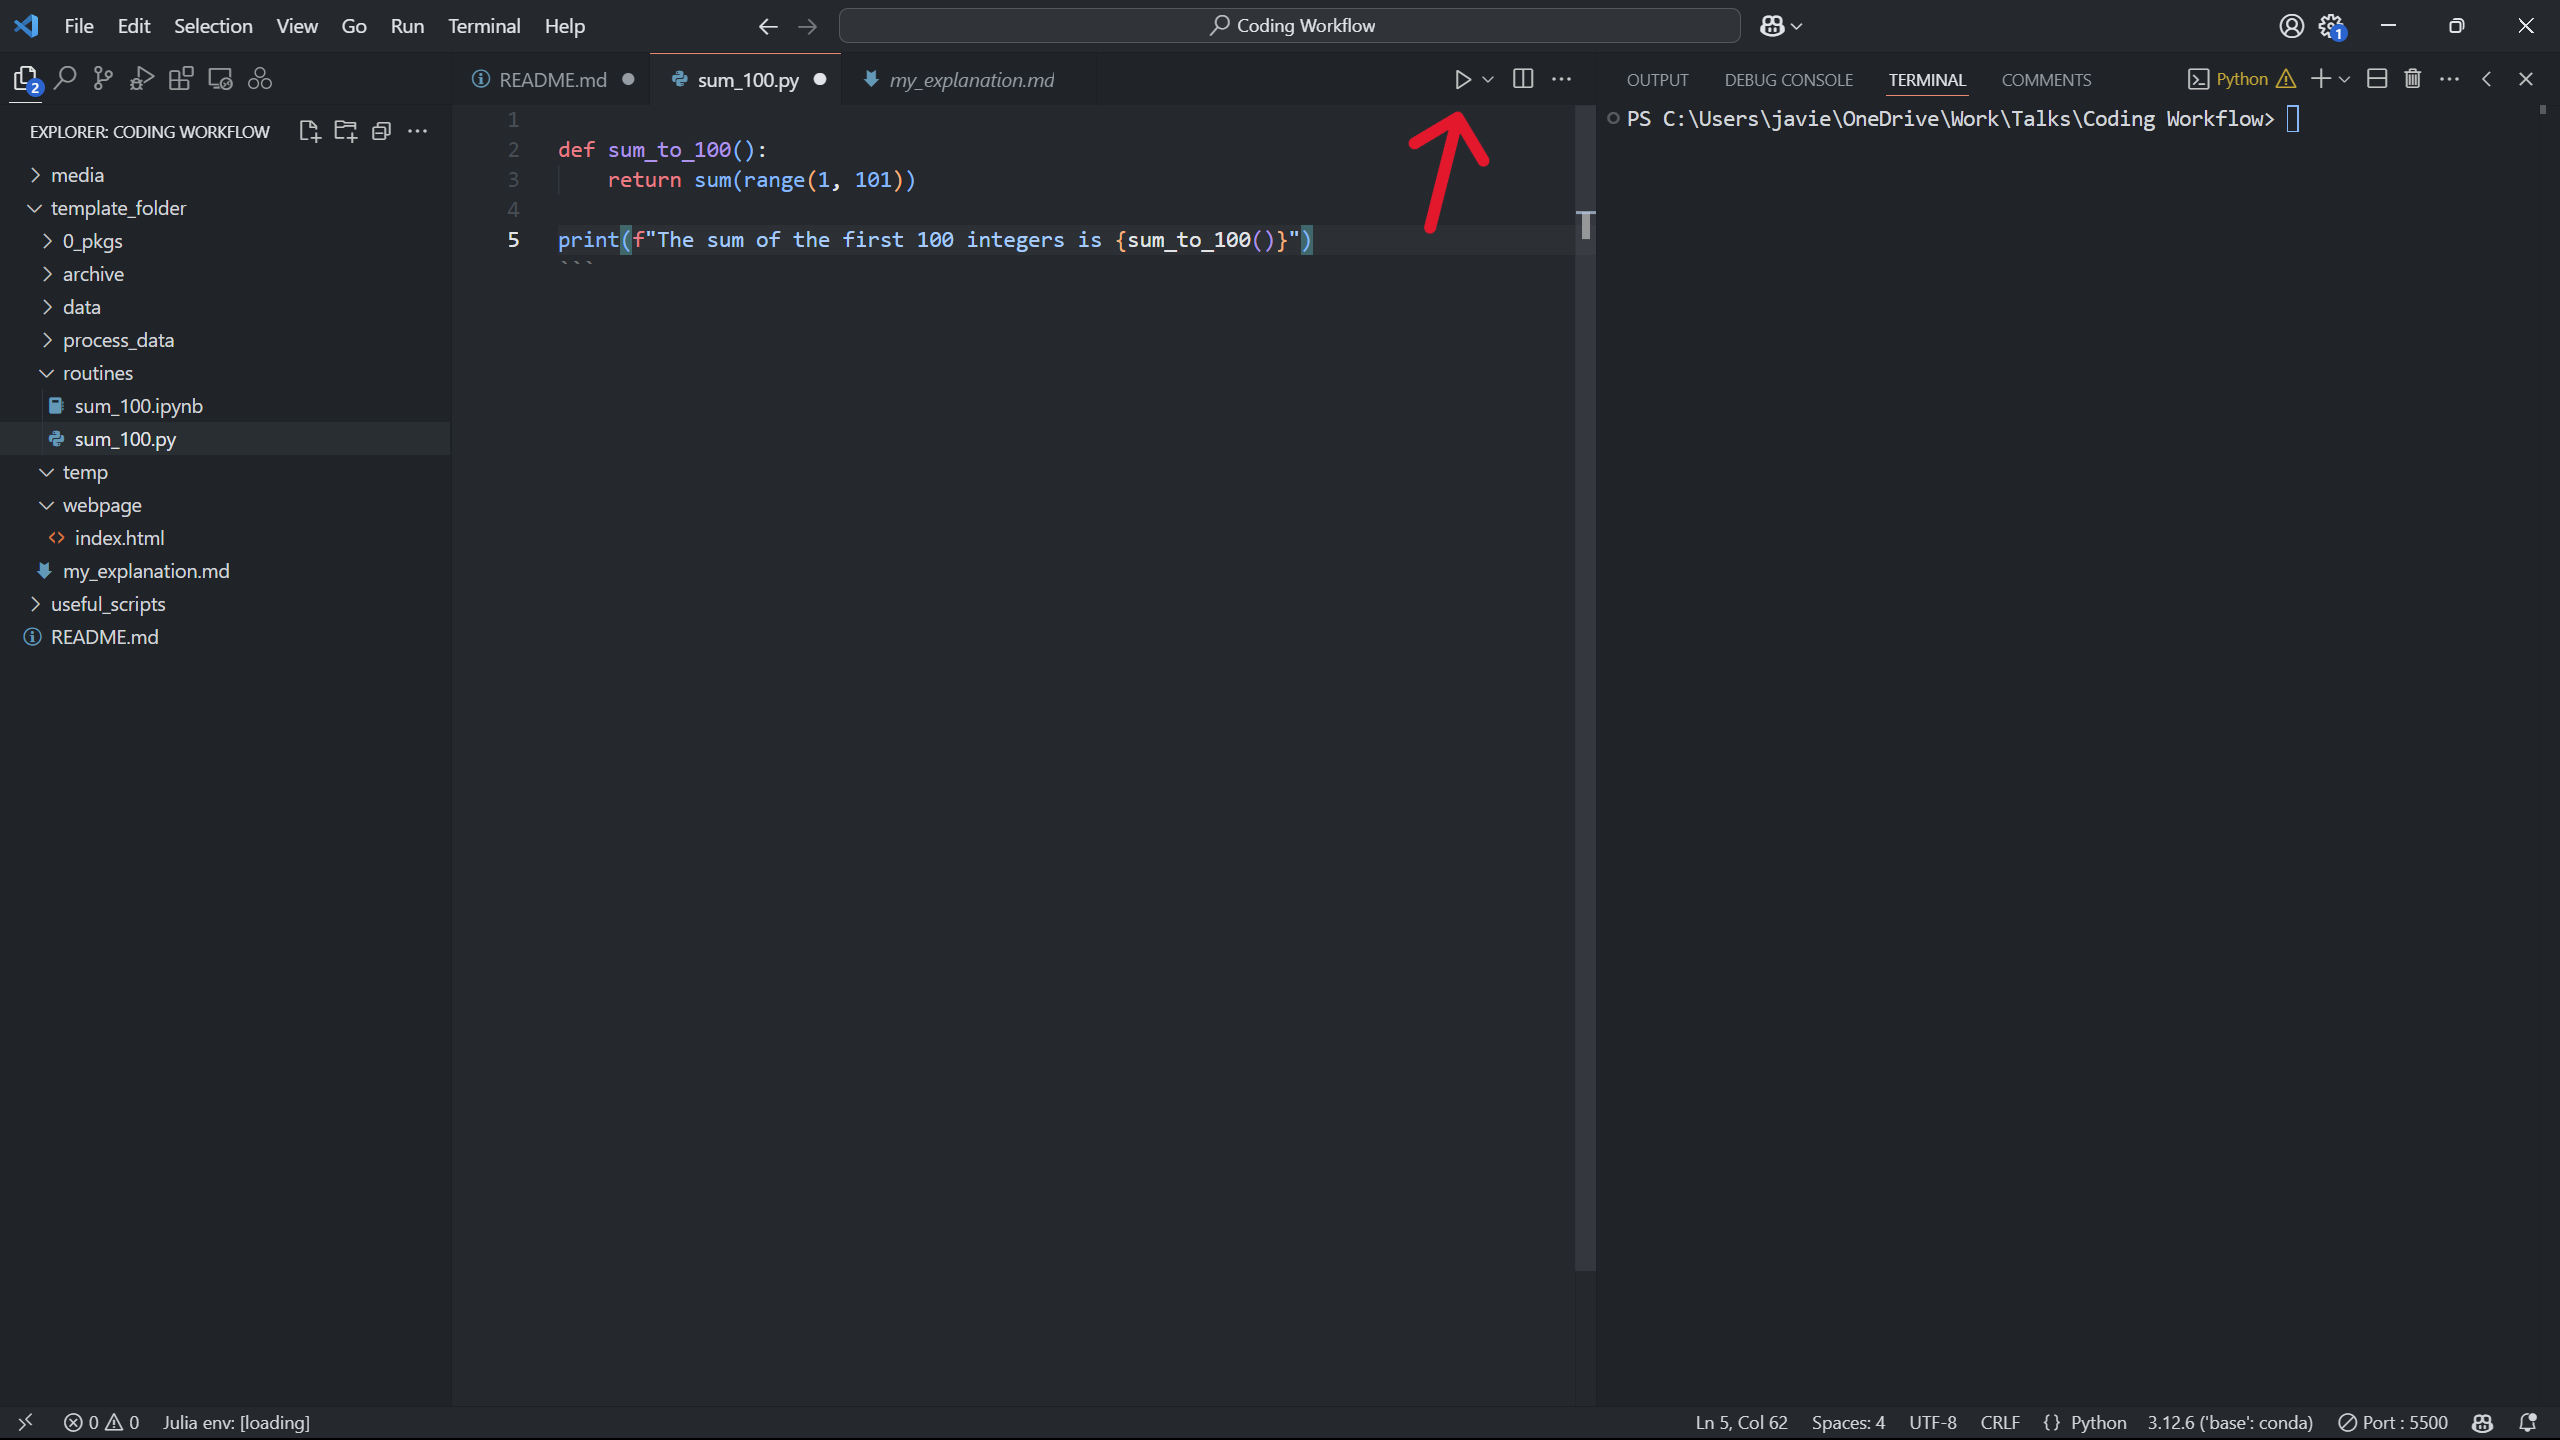 File Edit Selection View Go Run Terminal Help
Coding Workflow
1
2
README.md
sum_100.py
my_explanation.md
OUTPUT DEBUG CONSOLE TERMINAL COMMENTS
Python
EXPLORER: CODING WORKFLOW
media
template_folder
0_pkgs
archive
data
process_data
routines
sum_100.ipynb
sum_100.py
temp
webpage
index.html
my_explanation.md
useful_scripts
README.md
1
2 def sum_to_100():
3 return sum(range(1, 101))
4
5 print(f"The sum of the first 100 integers is {sum_to_100()}")
```
PS C:\Users\javie\OneDrive\Work\Talks\Coding Workflow>
0 0 Julia env: [loading]
Ln 5, Col 62 Spaces: 4 UTF-8 CRLF {} Python 3.12.6 ('base': conda) Port : 5500